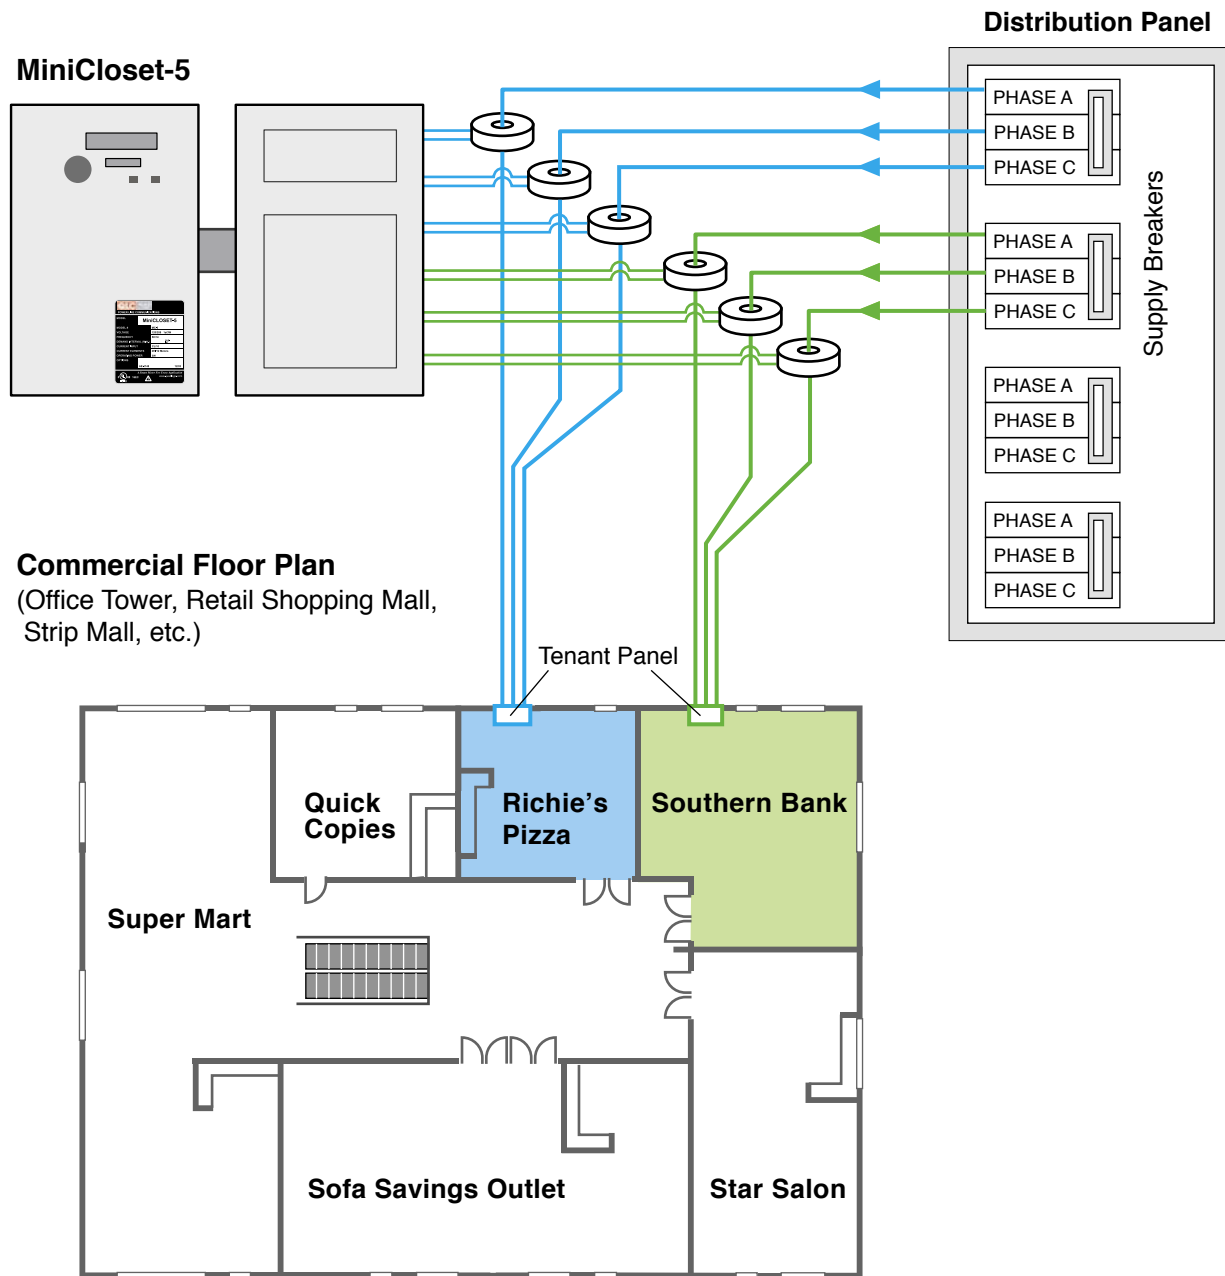 Distribution Panel
MiniCloset-5
PHASE A
PHASE B
PHASE C
PHASE A
PHASE B
PHASE C
PHASE A
PHASE B
PHASE C
PHASE A
PHASE B
PHASE C
Supply Breakers
MiniCLOSET-5
Commercial Floor Plan
(Office Tower, Retail Shopping Mall,
Strip Mall, etc.)
Tenant Panel
Quick
Copies
Richie's
Pizza
Southern Bank
Super Mart
Sofa Savings Outlet
Star Salon